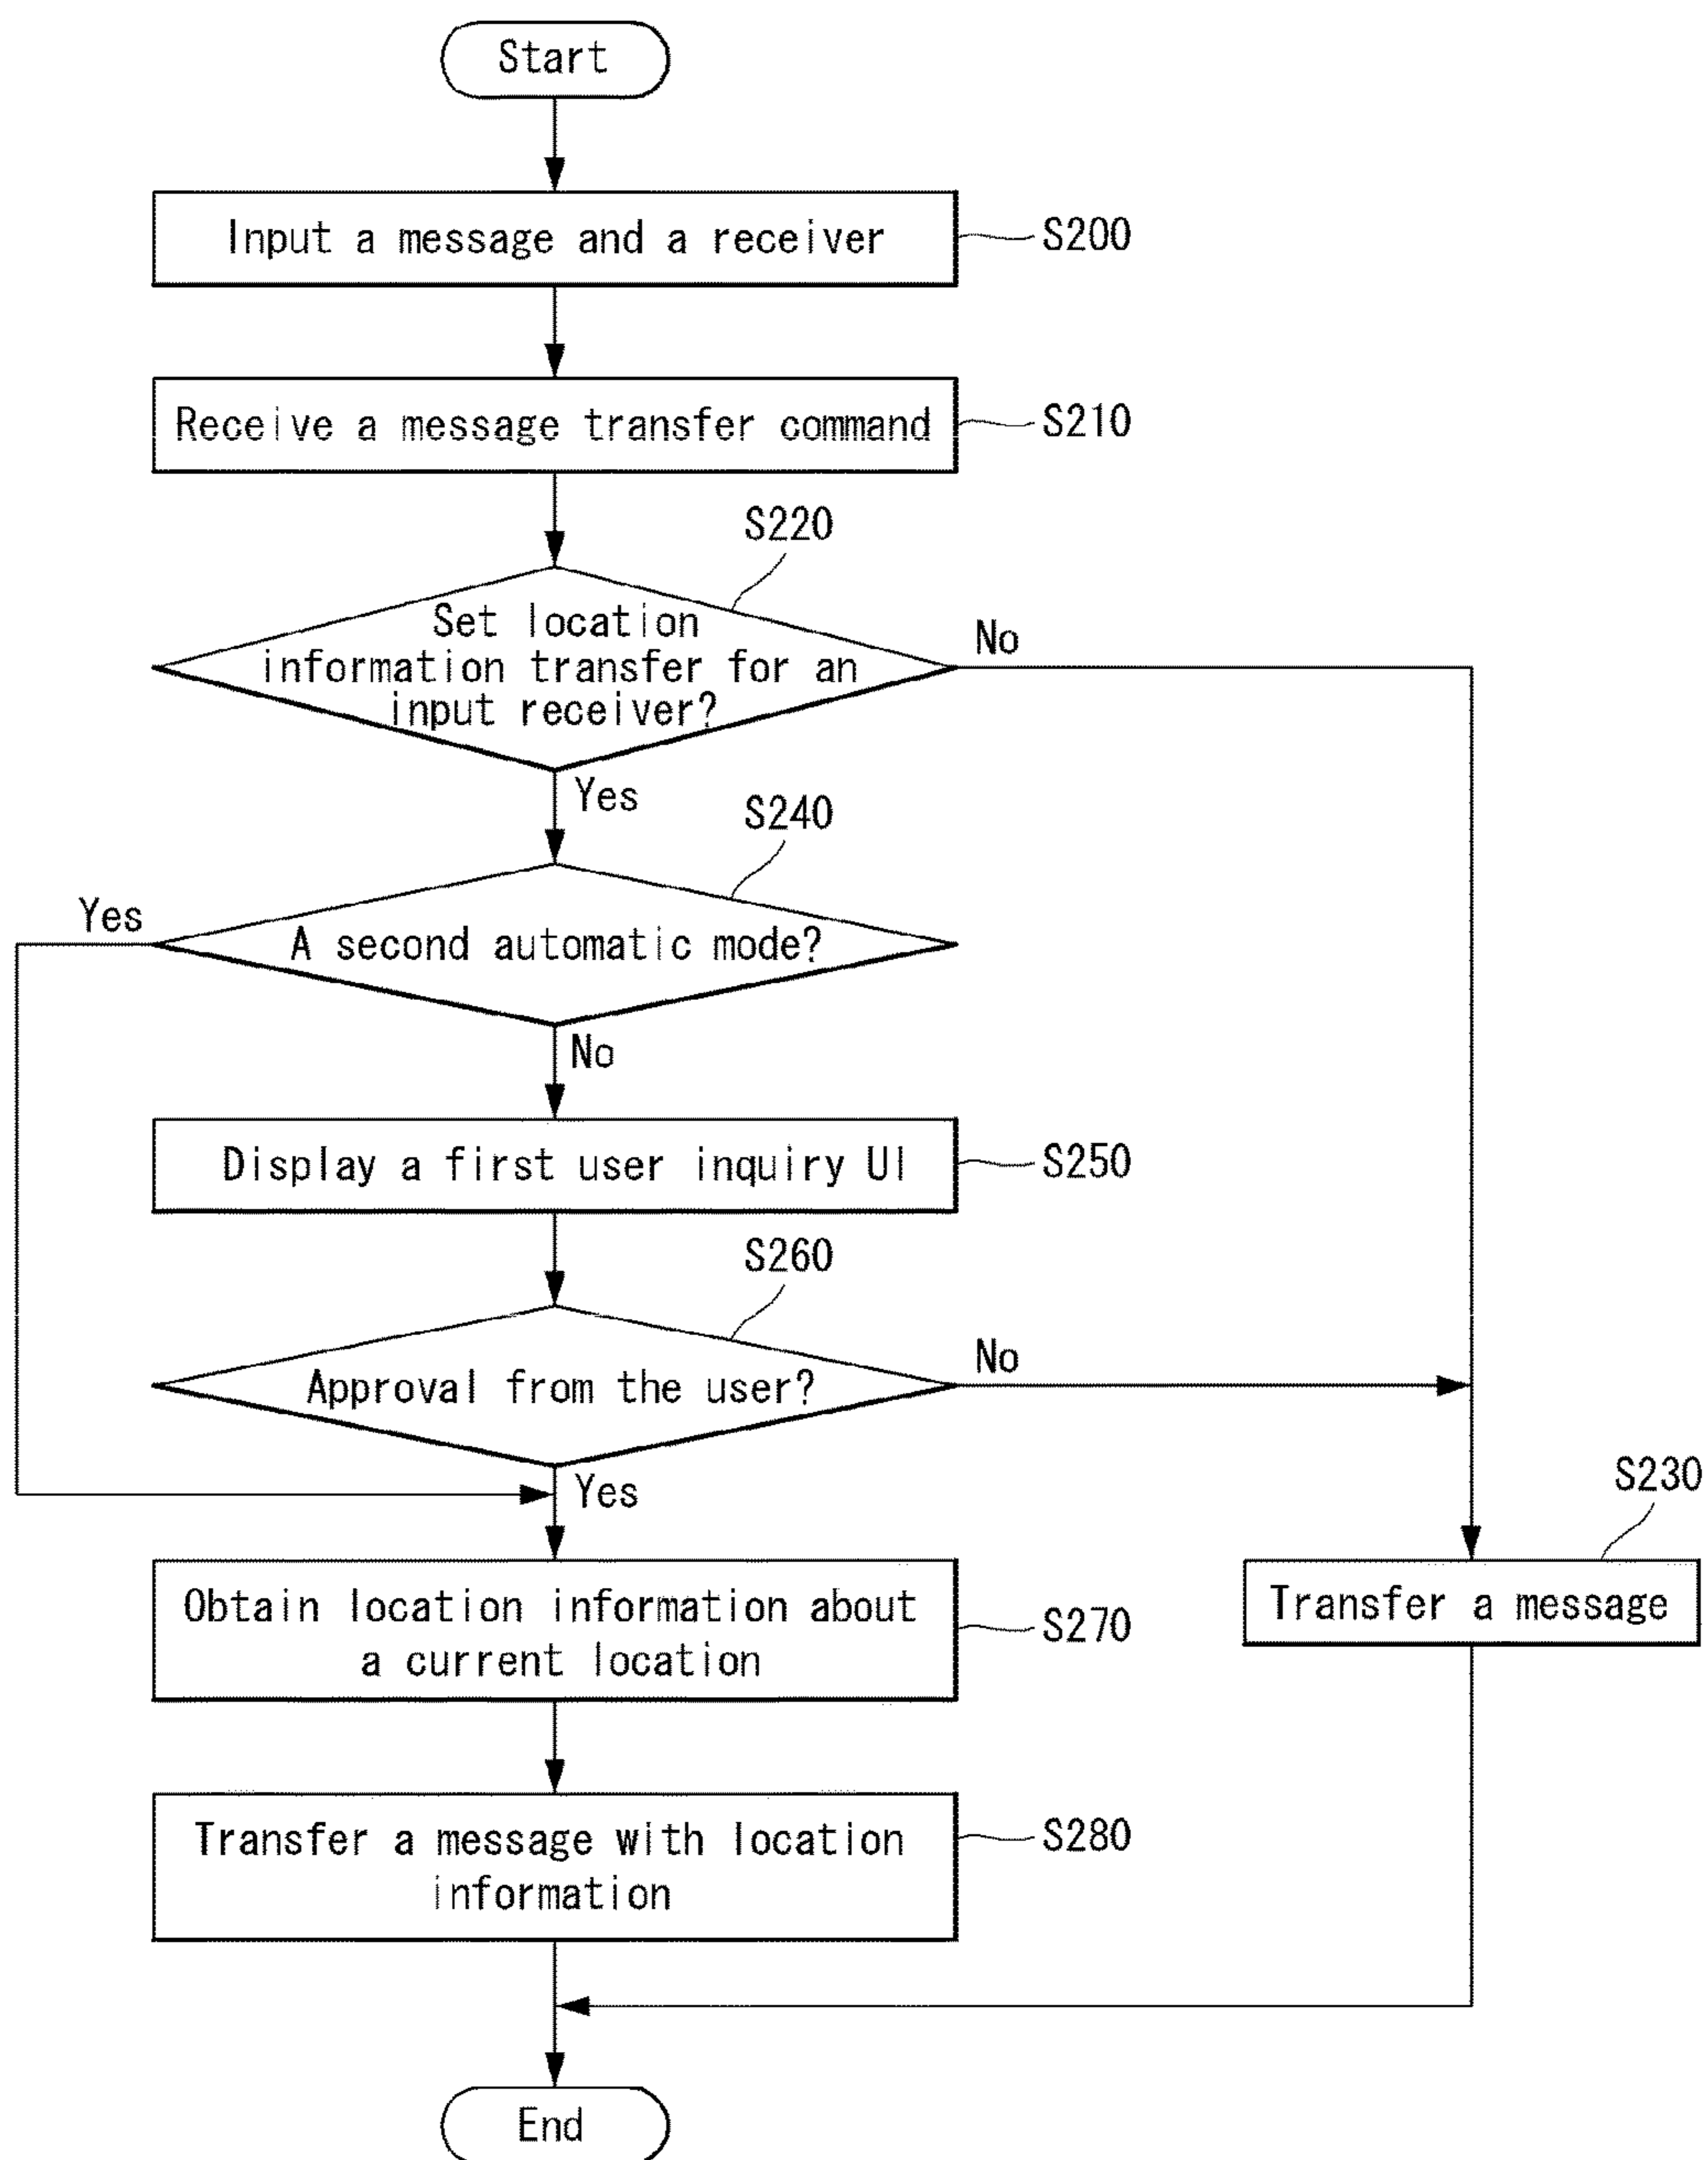 Start
Input a message and a receiver
S200
Receive a message transfer command
S210
S220
Set location
information transfer for an
input receiver?
No
Yes
S240
Yes
A second automatic mode?
No
Display a first user inquiry UI
S250
S260
Approval from the user?
No
Yes
S230
Obtain location information about
a current location
S270
Transfer a message
Transfer a message with location
information
S280
End